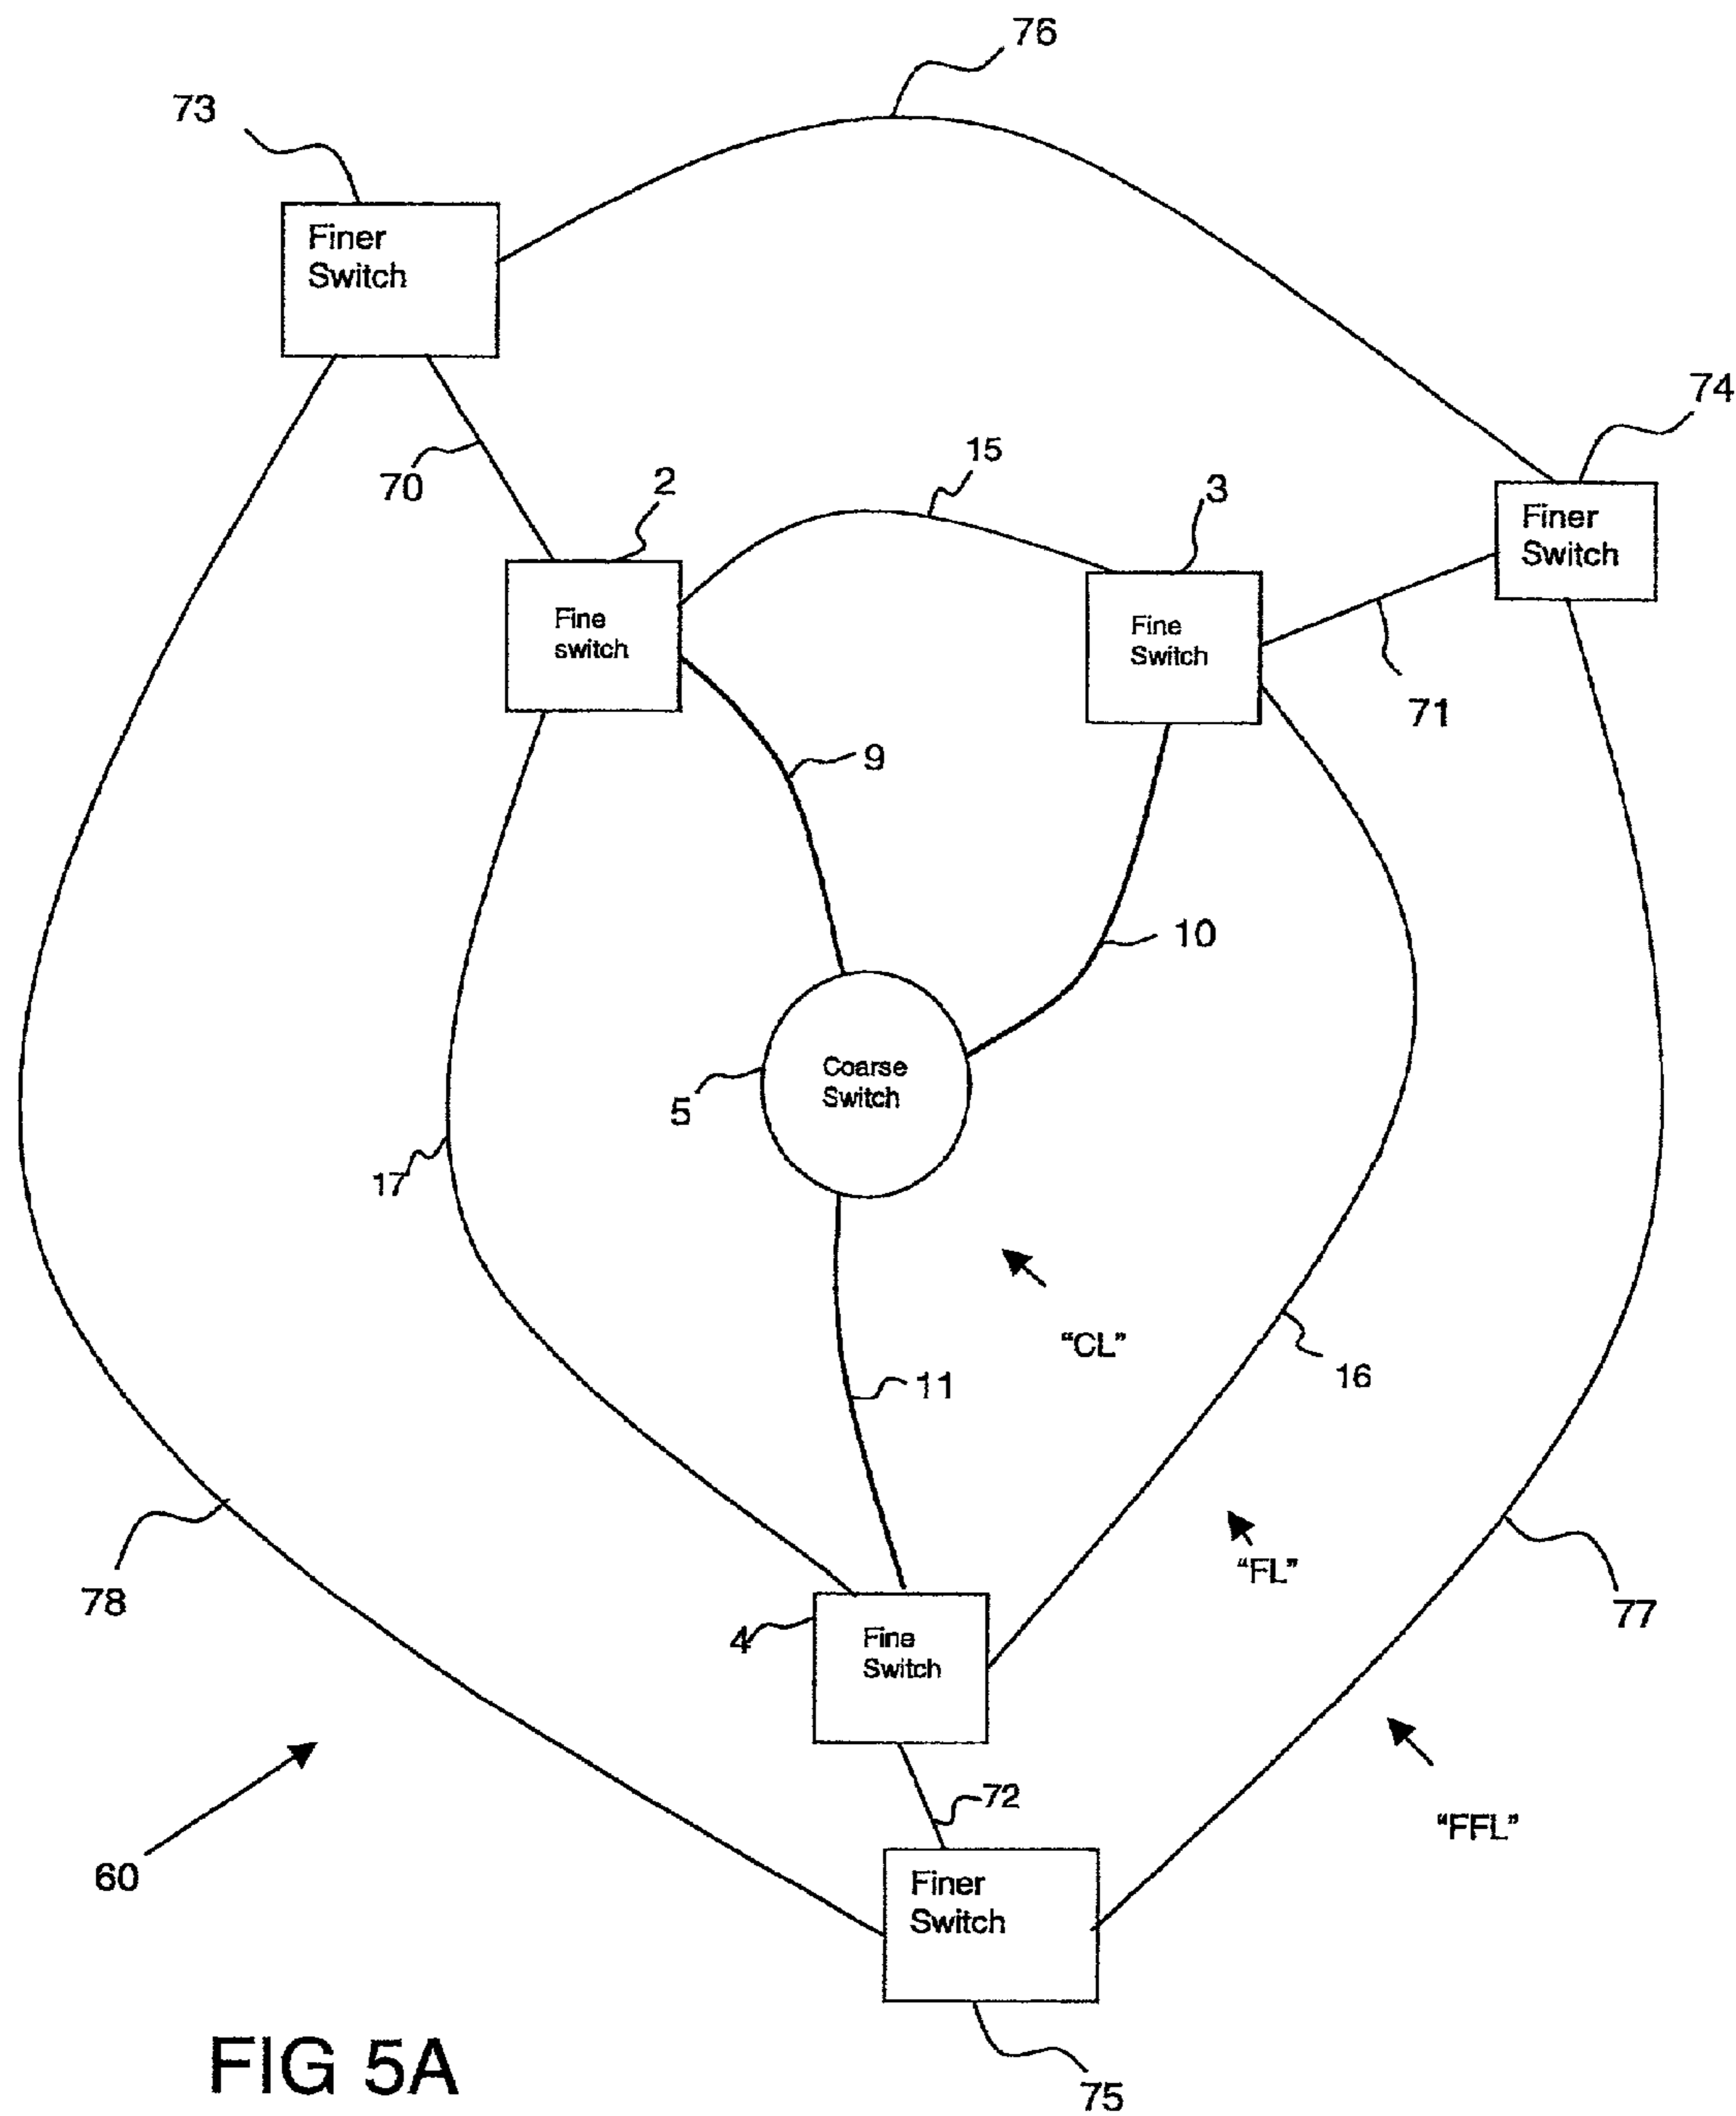 76
73
Finer
Switch
74
Finer
Switch
70
2
15
3
Fine
switch
Fine
Switch
71
9
10
Coarse
Switch
5
17
"CL"
16
11
"FL"
78
77
4
Fine
Switch
72
"FFL"
60
Finer
Switch
FIG 5A
75